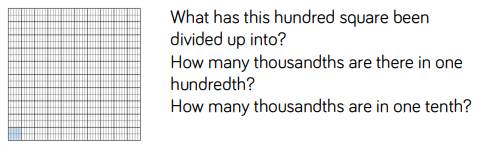 What has this hundred square been
divided up into?
How many thousandths are there in one
hundredth?
How many thousandths are in one tenth?